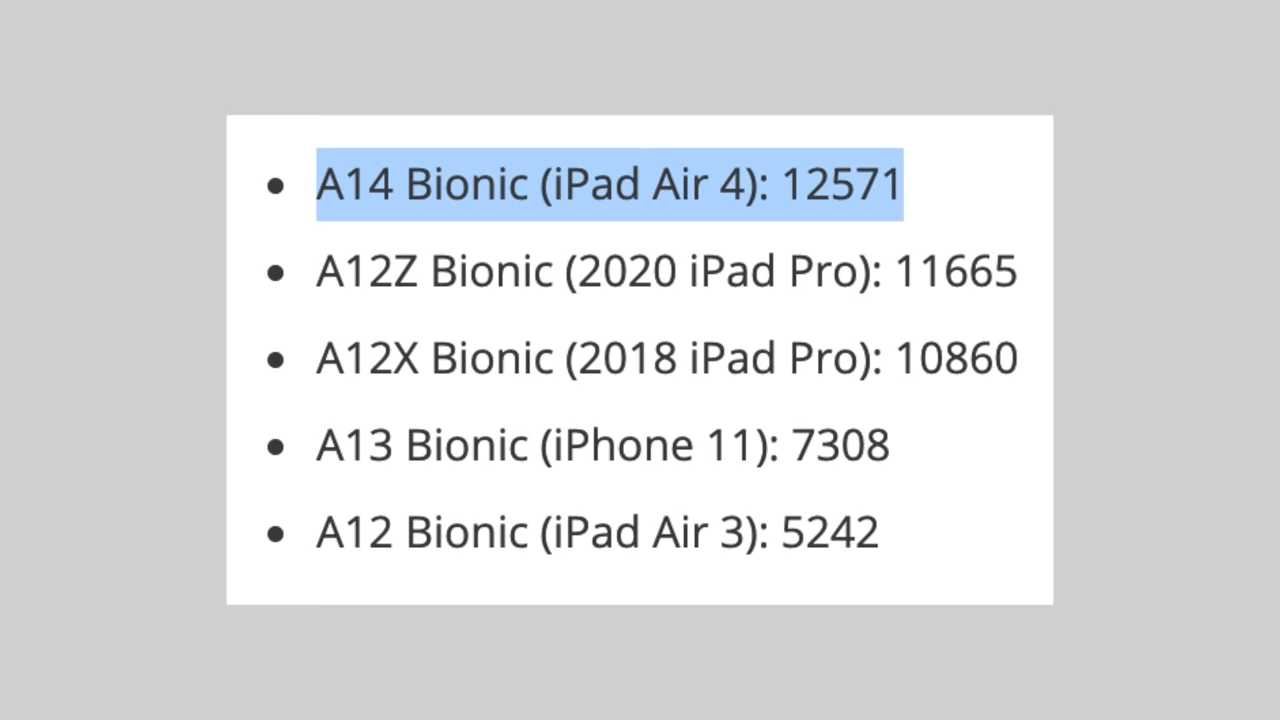 • A14 Bionic (iPad Air 4): 12571
• A12Z Bionic (2020 iPad Pro): 11665
• A12X Bionic (2018 iPad Pro): 10860
• A13 Bionic (iPhone 11): 7308
• A12 Bionic (iPad Air 3): 5242